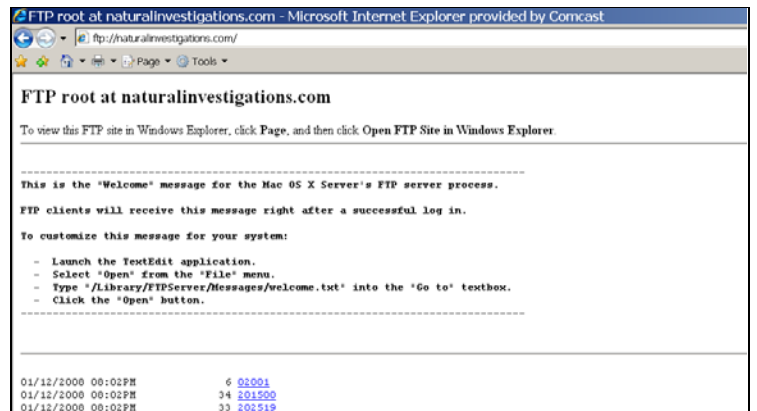 FTP root at naturalinvestigations.com - Microsoft Internet Explorer provided by Comcast
ftp://naturalinvestigations.com/
Page Tools
FTP root at naturalinvestigations.com
To view this FTP site in Windows Explorer, click Page, and then click Open FTP Site in Windows Explorer.
--------------------------------------------------------------------------------
This is the "Welcome" message for the Mac OS X Server's FTP server process.
FTP clients will receive this message right after a successful log in.
To customize this message for your system:
- Launch the TextEdit application.
- Select "Open" from the "File" menu.
- Type "/Library/FTPServer/Messages/welcome.txt" into the "Go to" textbox.
- Click the "Open" button.
--------------------------------------------------------------------------------
01/12/2008 08:02PM 6 02001
01/12/2008 08:02PM 34 201500
01/12/2008 08:02PM 33 202519